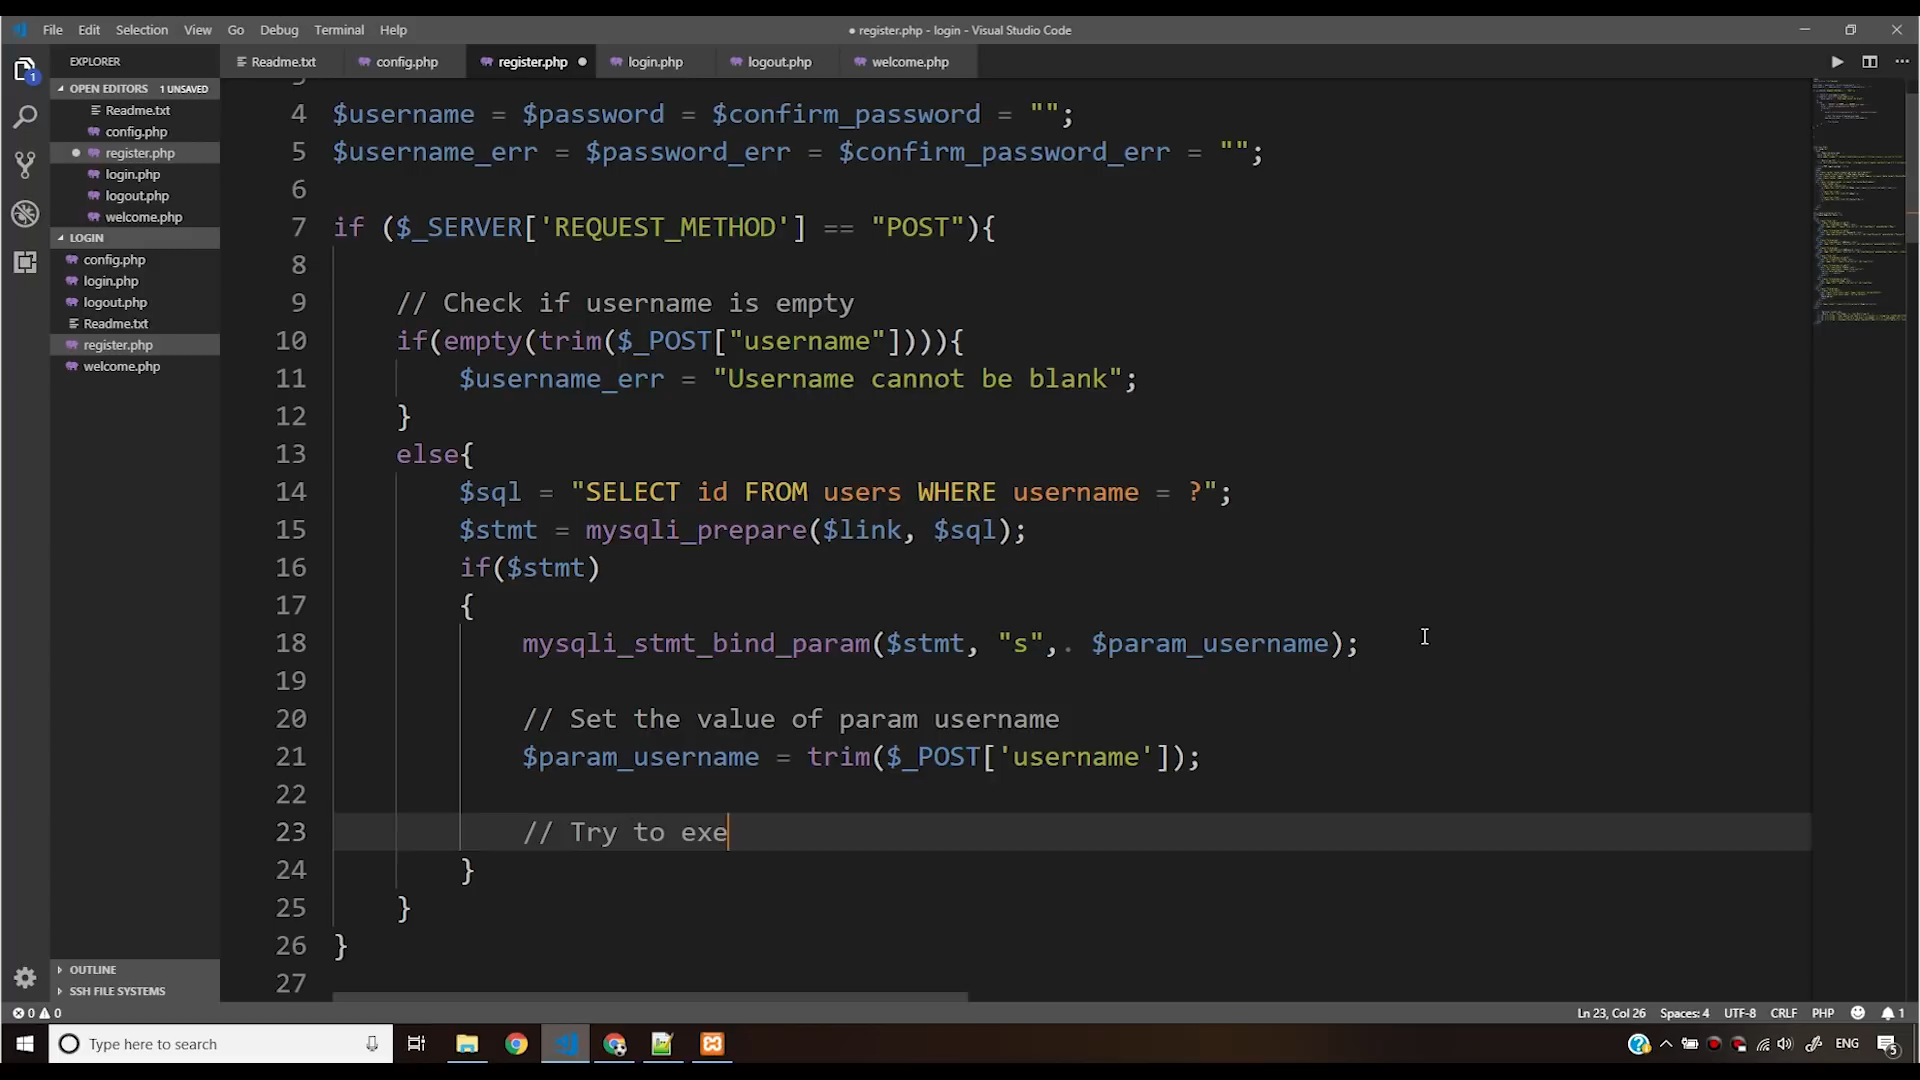 File Edit Selection View Go Debug Terminal Help
● register.php - login - Visual Studio Code
EXPLORER
Readme.txt config.php register.php ● login.php logout.php welcome.php
OPEN EDITORS 1 UNSAVED
Readme.txt
config.php
register.php
login.php
logout.php
welcome.php
LOGIN
config.php
login.php
logout.php
Readme.txt
register.php
welcome.php
OUTLINE
SSH FILE SYSTEMS
1
4 $username = $password = $confirm_password = "";
5 $username_err = $password_err = $confirm_password_err = "";
6
7 if ($_SERVER['REQUEST_METHOD'] == "POST"){
8
9 // Check if username is empty
10 if(empty(trim($_POST["username"]))){
11 $username_err = "Username cannot be blank";
12 }
13 else{
14 $sql = "SELECT id FROM users WHERE username = ?";
15 $stmt = mysqli_prepare($link, $sql);
16 if($stmt)
17 {
18 mysqli_stmt_bind_param($stmt, "s", $param_username);
19
20 // Set the value of param username
21 $param_username = trim($_POST['username']);
22
23 // Try to exe
24 }
25 }
26 }
27
0 0
Ln 23, Col 26 Spaces: 4 UTF-8 CRLF PHP 1
Type here to search
ENG
5